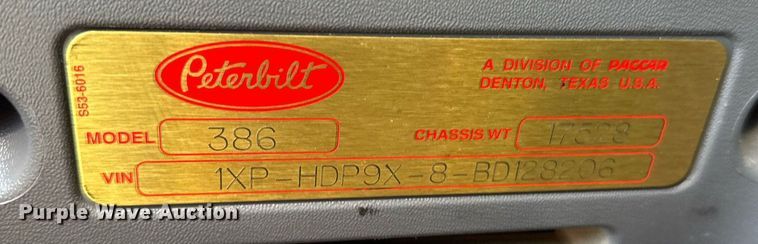 Peterbilt
A DIVISION OF PACCAR
DENTON, TEXAS U.S.A.
S53-6016
MODEL 386 CHASSIS WT
VIN 1XP-HDP9X-8-BD128206
Purple Wave Auction